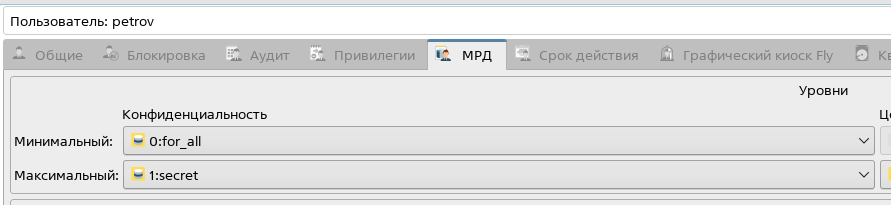 Пользователь: petrov
Общие Блокировка Аудит Привилегии МРД Срок действия Графический киоск Fly
Уровни
Конфиденциальность
Минимальный: 0:for_all
Максимальный: 1:secret